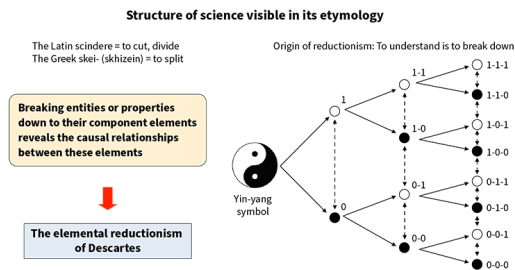 Structure of science visible in its etymology
The Latin scindere = to cut, divide
The Greek skei- (skhizein) = to split
Origin of reductionism: To understand is to break down
Breaking entities or properties
down to their component elements
reveals the causal relationships
between these elements
The elemental reductionism
of Descartes
Yin-yang
symbol
1
0
1-1
1-0
0-1
0-0
1-1-1
1-1-0
1-0-1
1-0-0
0-1-1
0-1-0
0-0-1
0-0-0